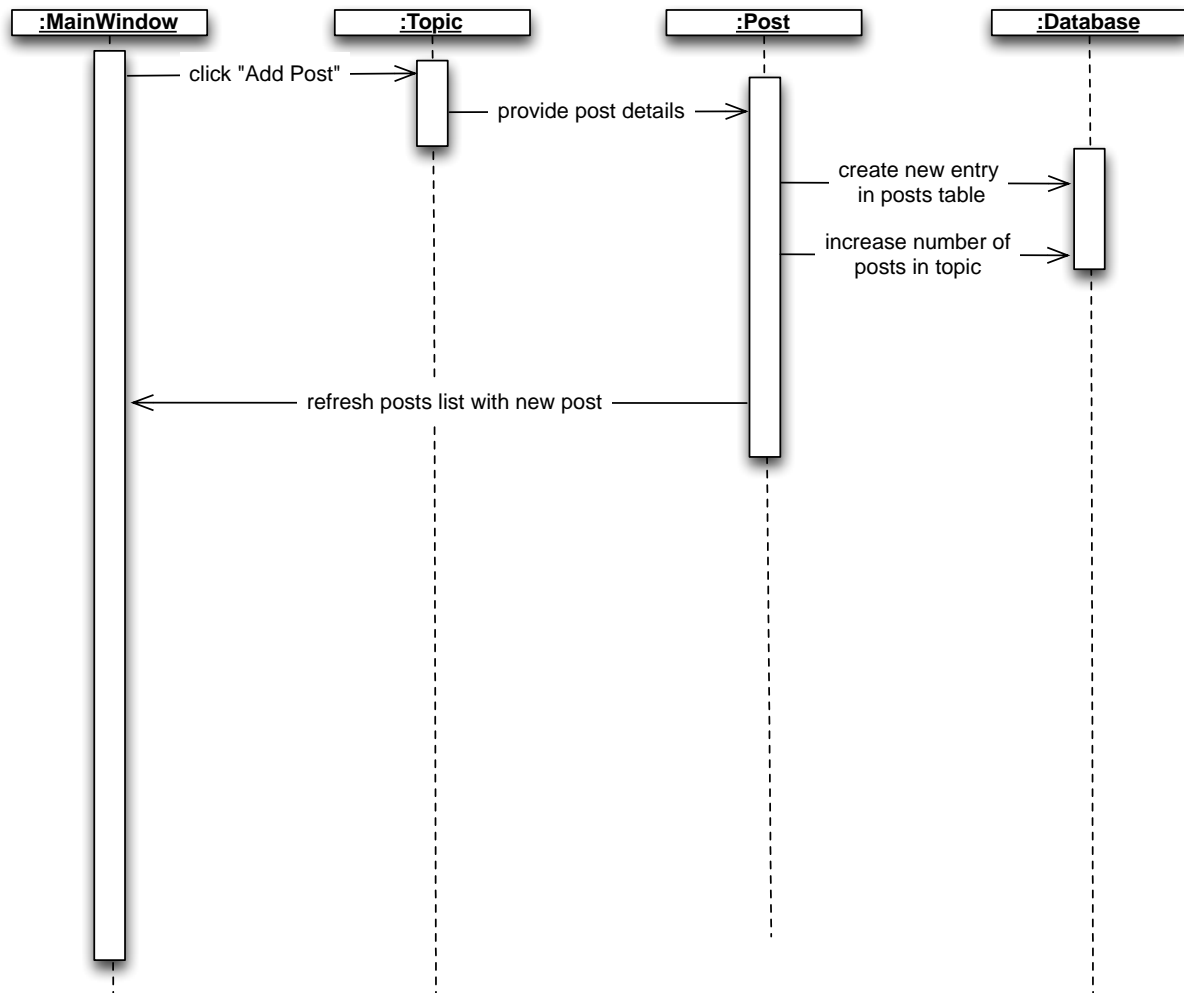 :MainWindow
:Topic
:Post
:Database
click "Add Post"
provide post details
create new entry
in posts table
increase number of
posts in topic
refresh posts list with new post